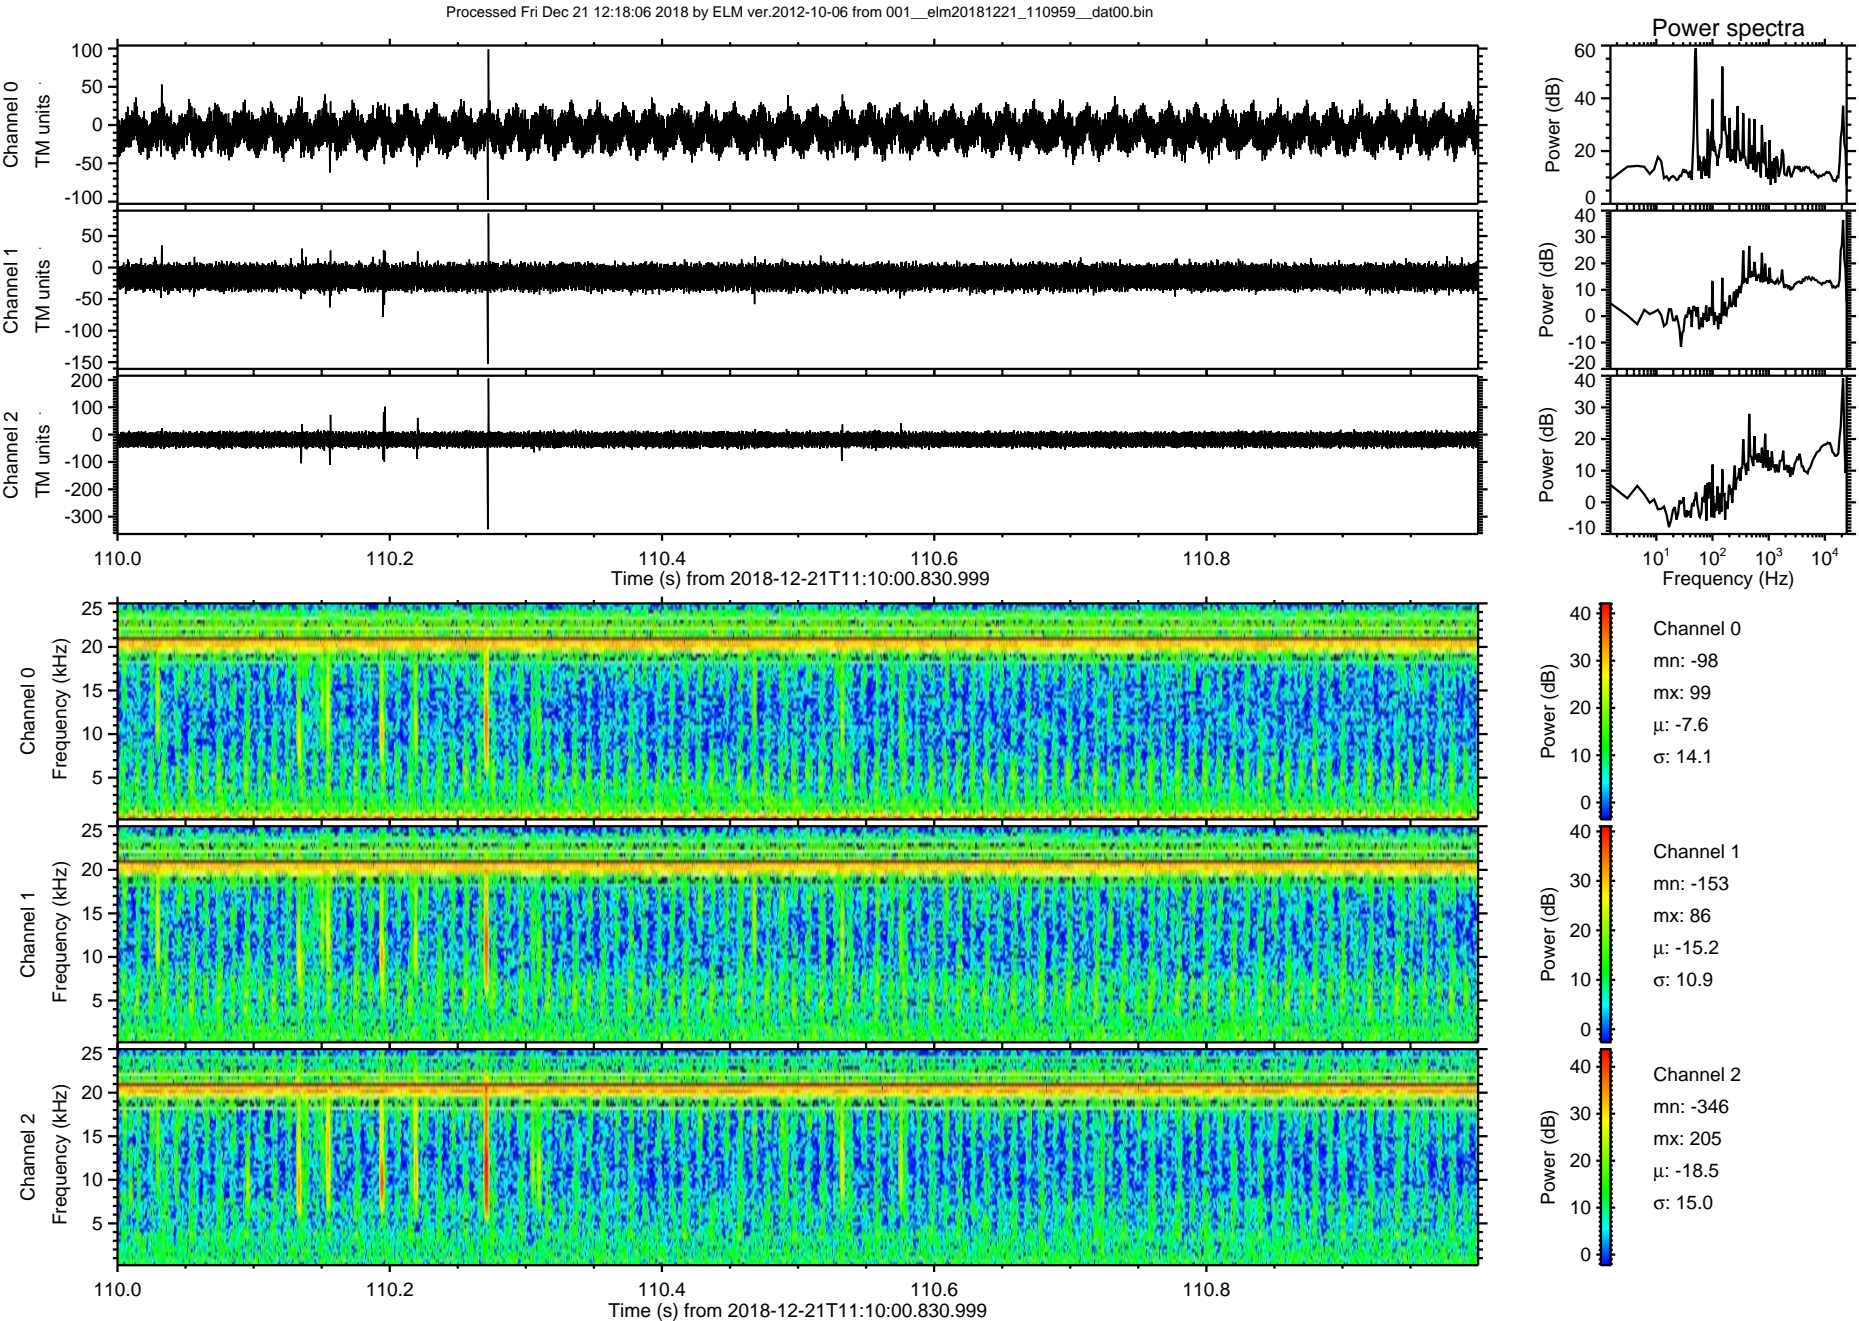 Processed Fri Dec 21 12:18:06 2018 by ELM ver.2012-10-06 from 001__elm20181221_110959__dat00.bin
Power spectra
Channel 0
TM units
100
50
0
-50
-100
Power (dB)
60
40
20
0
Channel 1
TM units
50
0
-50
-100
-150
Power (dB)
40
30
20
10
0
-10
-20
Channel 2
TM units
200
100
0
-100
-200
-300
Power (dB)
40
30
20
10
0
-10
110.0 110.2 110.4 110.6 110.8
Time (s) from 2018-12-21T11:10:00.830.999
10^1 10^2 10^3 10^4
Frequency (Hz)
Channel 0
Frequency (kHz)
25
20
15
10
5
Power (dB)
40
30
20
10
0
Channel 0
mn: -98
mx: 99
μ: -7.6
σ: 14.1
Channel 1
Frequency (kHz)
25
20
15
10
5
Power (dB)
40
30
20
10
0
Channel 1
mn: -153
mx: 86
μ: -15.2
σ: 10.9
Channel 2
Frequency (kHz)
25
20
15
10
5
Power (dB)
40
30
20
10
0
Channel 2
mn: -346
mx: 205
μ: -18.5
σ: 15.0
110.0 110.2 110.4 110.6 110.8
Time (s) from 2018-12-21T11:10:00.830.999